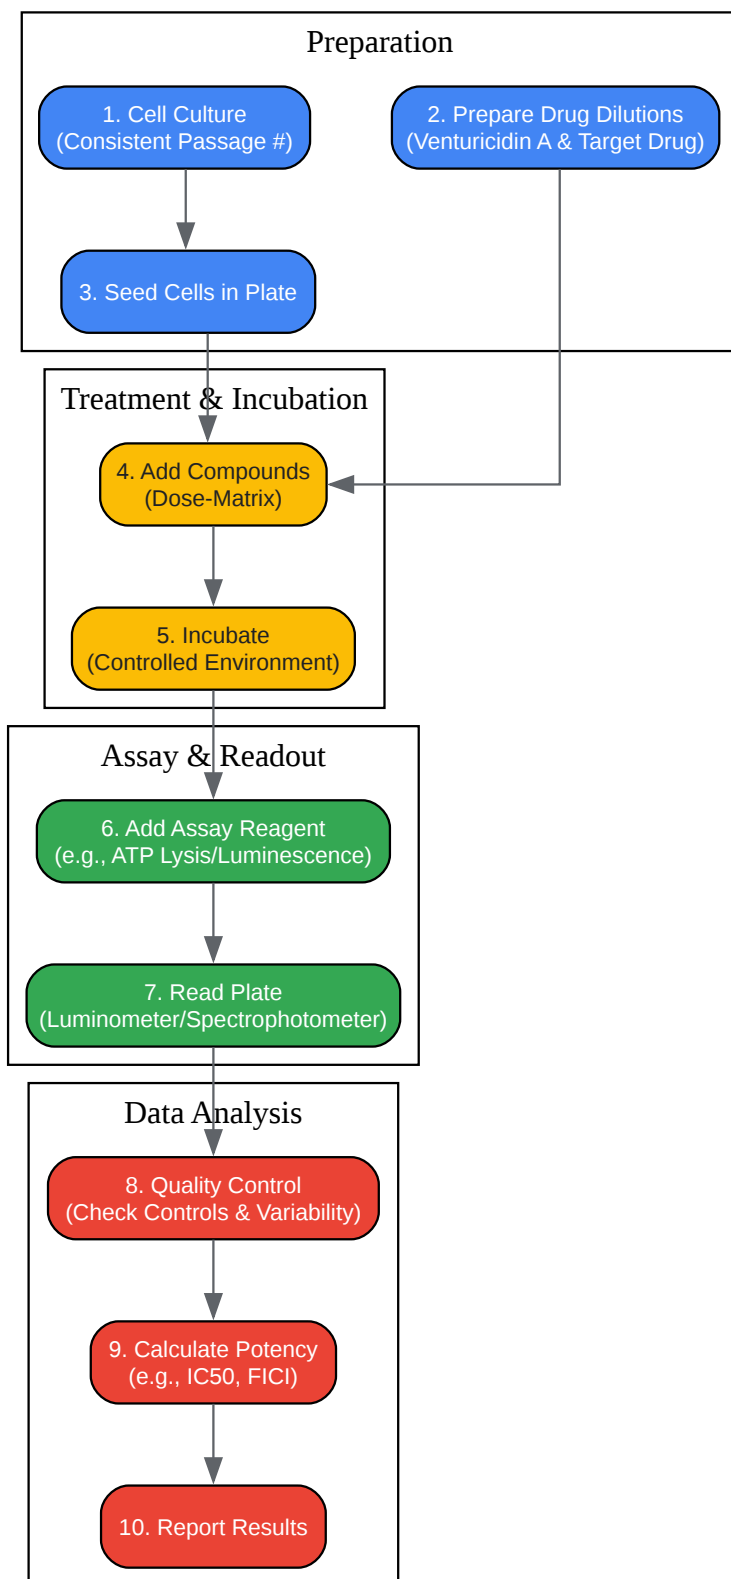 Preparation
1. Cell Culture
(Consistent Passage #)
2. Prepare Drug Dilutions
(Venturicidin A & Target Drug)
3. Seed Cells in Plate
Treatment & Incubation
4. Add Compounds
(Dose-Matrix)
5. Incubate
(Controlled Environment)
Assay & Readout
6. Add Assay Reagent
(e.g., ATP Lysis/Luminescence)
7. Read Plate
(Luminometer/Spectrophotometer)
Data Analysis
8. Quality Control
(Check Controls & Variability)
9. Calculate Potency
(e.g., IC50, FICI)
10. Report Results